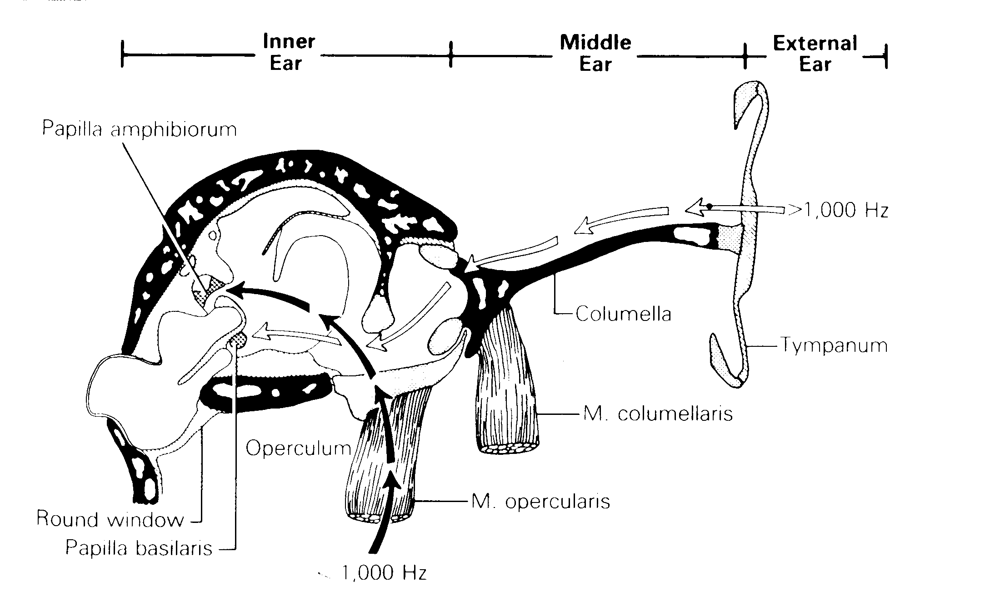 Inner
Ear
Middle
Ear
External
Ear
Papilla amphibiorum
>1,000 Hz
Columella
Tympanum
M. columellaris
Operculum
M. opercularis
Round window
Papilla basilaris
1,000 Hz